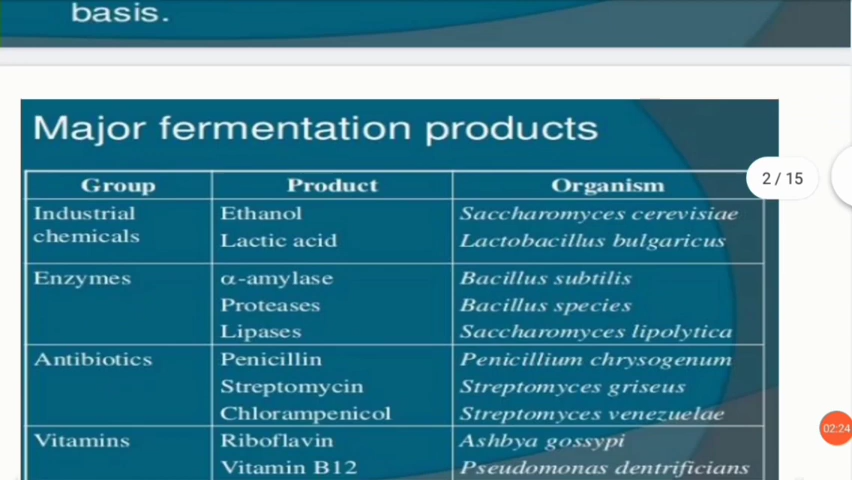 basis.
Major fermentation products
Group Product Organism
Industrial chemicals Ethanol Saccharomyces cerevisiae
Lactic acid Lactobacillus bulgaricus
Enzymes α-amylase Bacillus subtilis
Proteases Bacillus species
Lipases Saccharomyces lipolytica
Antibiotics Penicillin Penicillium chrysogenum
Streptomycin Streptomyces griseus
Chlorampenicol Streptomyces venezuelae
Vitamins Riboflavin Ashbya gossypi
Vitamin B12 Pseudomonas dentrificians
2 / 15
02:24